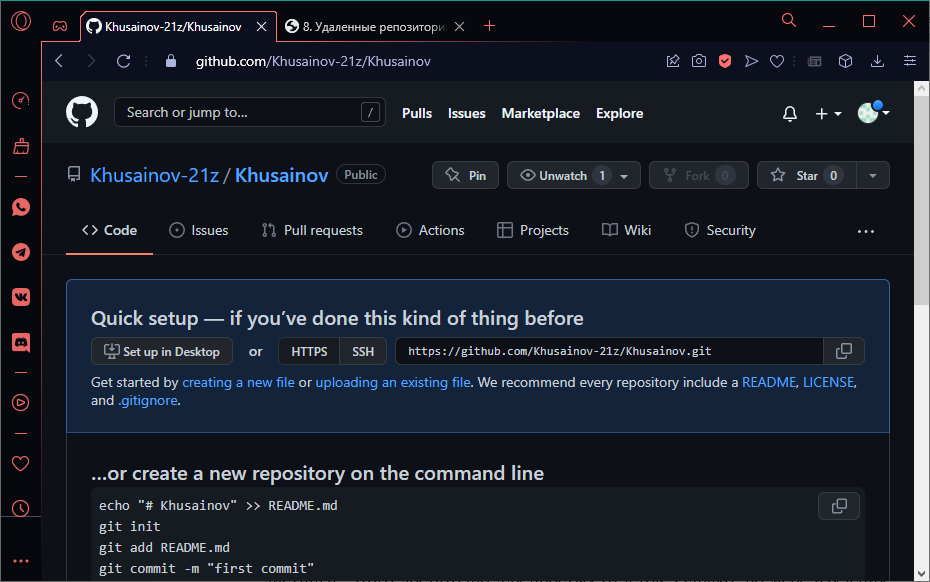 Khusainov-21z/Khusainov
8. Удаленные репозитори
github.com/Khusainov-21z/Khusainov
Search or jump to... /
Pulls Issues Marketplace Explore
Khusainov-21z / Khusainov Public
Pin
Unwatch 1
Fork 0
Star 0
Code Issues Pull requests Actions Projects Wiki Security
Quick setup — if you’ve done this kind of thing before
Set up in Desktop or HTTPS SSH https://github.com/Khusainov-21z/Khusainov.git
Get started by creating a new file or uploading an existing file. We recommend every repository include a README, LICENSE,
and .gitignore.
…or create a new repository on the command line
echo "# Khusainov" >> README.md
git init
git add README.md
git commit -m "first commit"